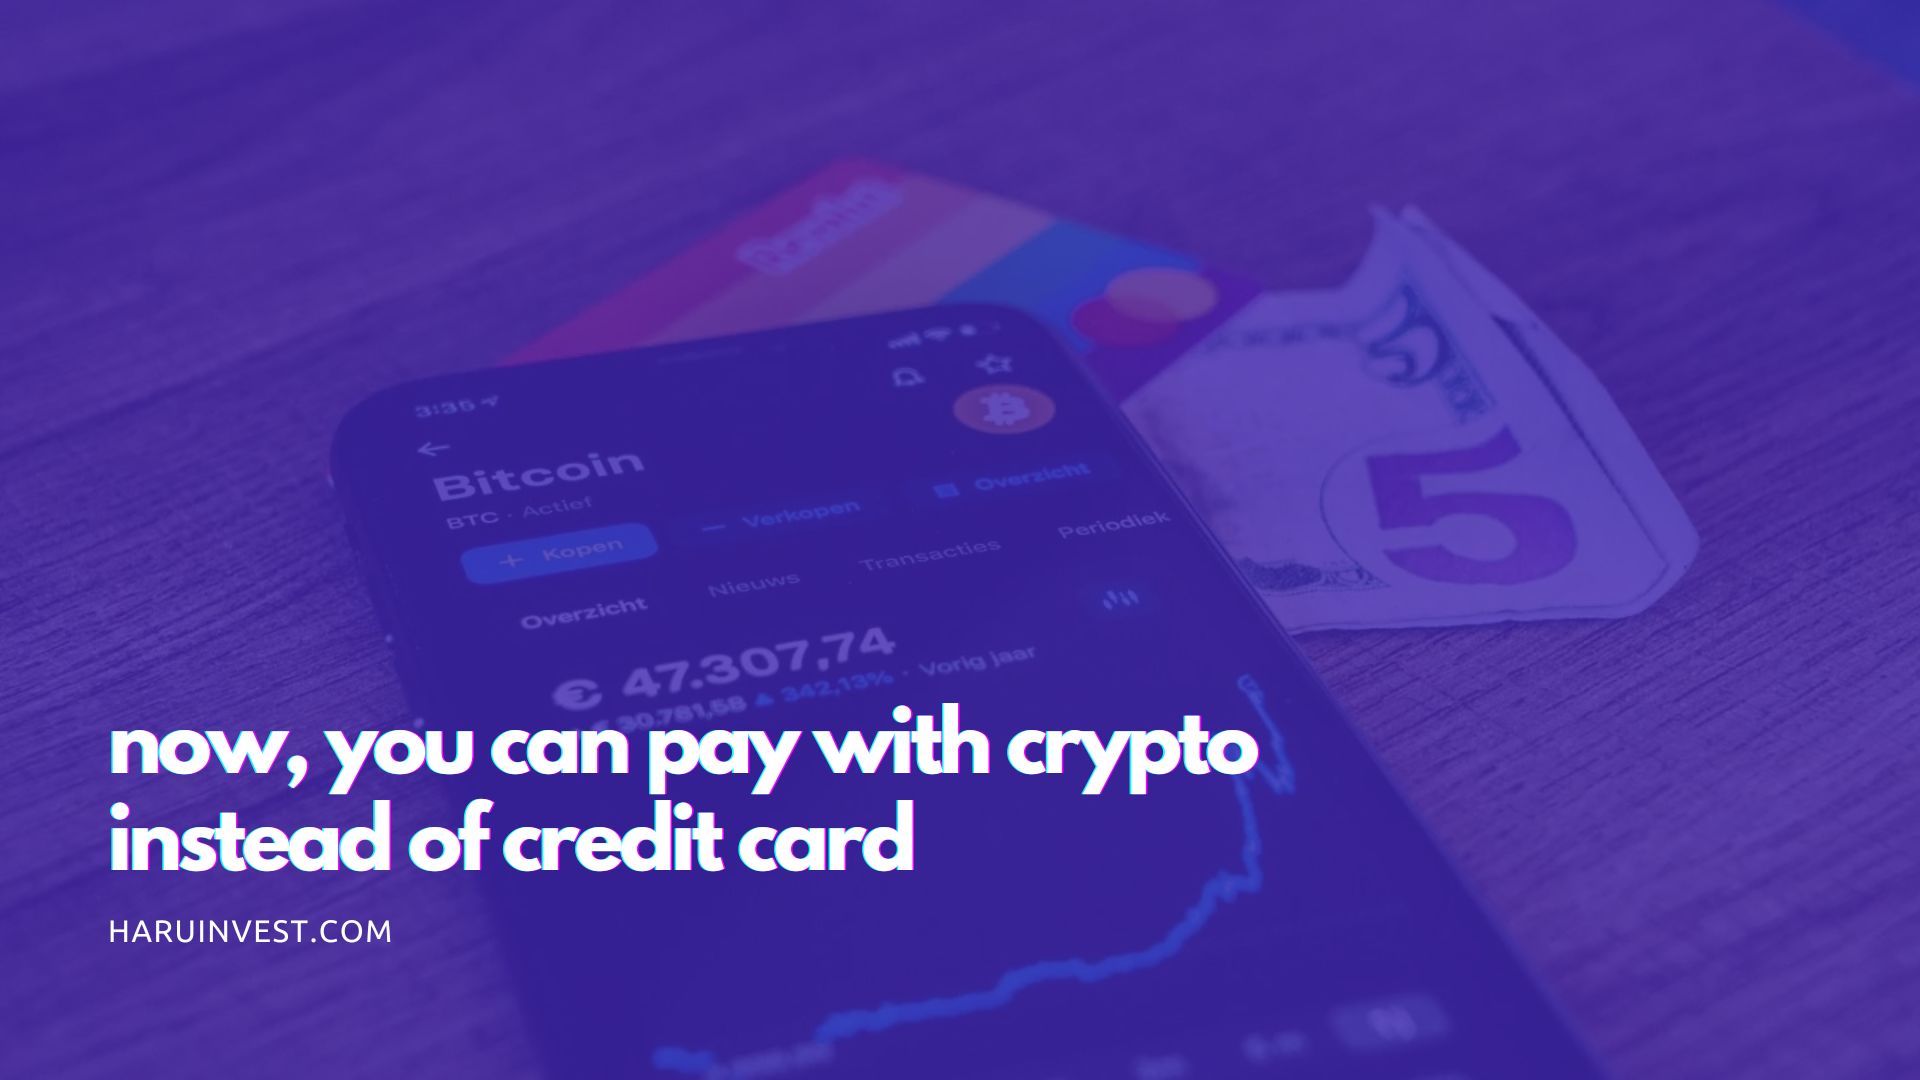 3:35
Bitcoin
BTC · Actief
+ Kopen
— Verkopen
Overzicht
Overzicht
Nieuws
Transacties
Periodiek
€ 47.307,74
€ 30.781,58 ▲ 342,13% · Vorig jaar
5
now, you can pay with crypto
instead of credit card
HARUINVEST.COM